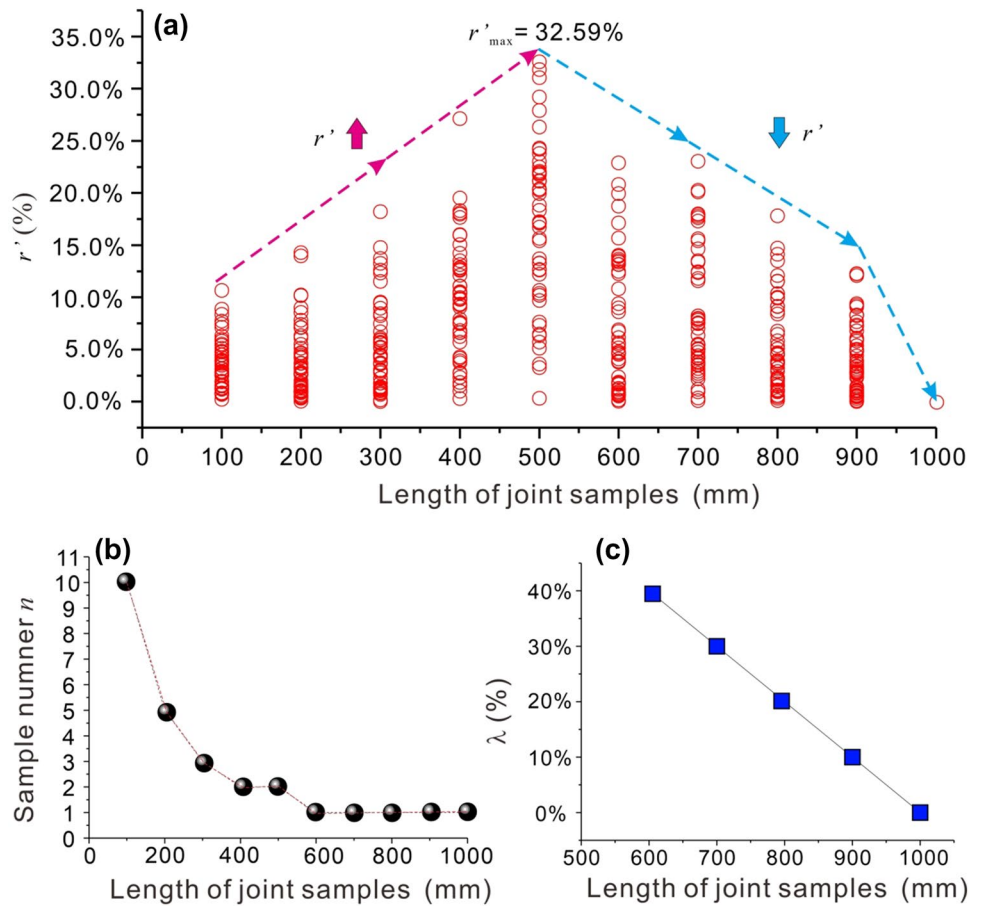 (a)
r’max = 32.59%
r’
r’
35.0%
30.0%
25.0%
20.0%
15.0%
10.0%
5.0%
0.0%
r’ (%)
0 100 200 300 400 500 600 700 800 900 1000
Length of joint samples (mm)
(b)
11
10
9
8
7
6
5
4
3
2
1
0
Sample numner n
0 200 400 600 800 1000
Length of joint samples (mm)
(c)
40%
30%
20%
10%
0%
λ (%)
500 600 700 800 900 1000
Length of joint samples (mm)